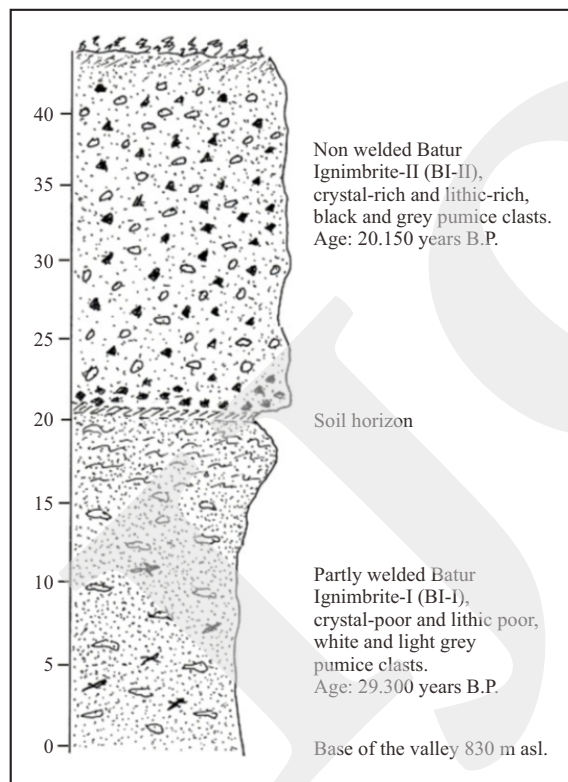 40
35
30
25
20
15
10
5
0
Non welded Batur
Ignimbrite-II (BI-II),
crystal-rich and lithic-rich,
black and grey pumice clasts.
Age: 20.150 years B.P.
Soil horizon
Partly welded Batur
Ignimbrite-I (BI-I),
crystal-poor and lithic poor,
white and light grey
pumice clasts.
Age: 29.300 years B.P.
Base of the valley 830 m asl.